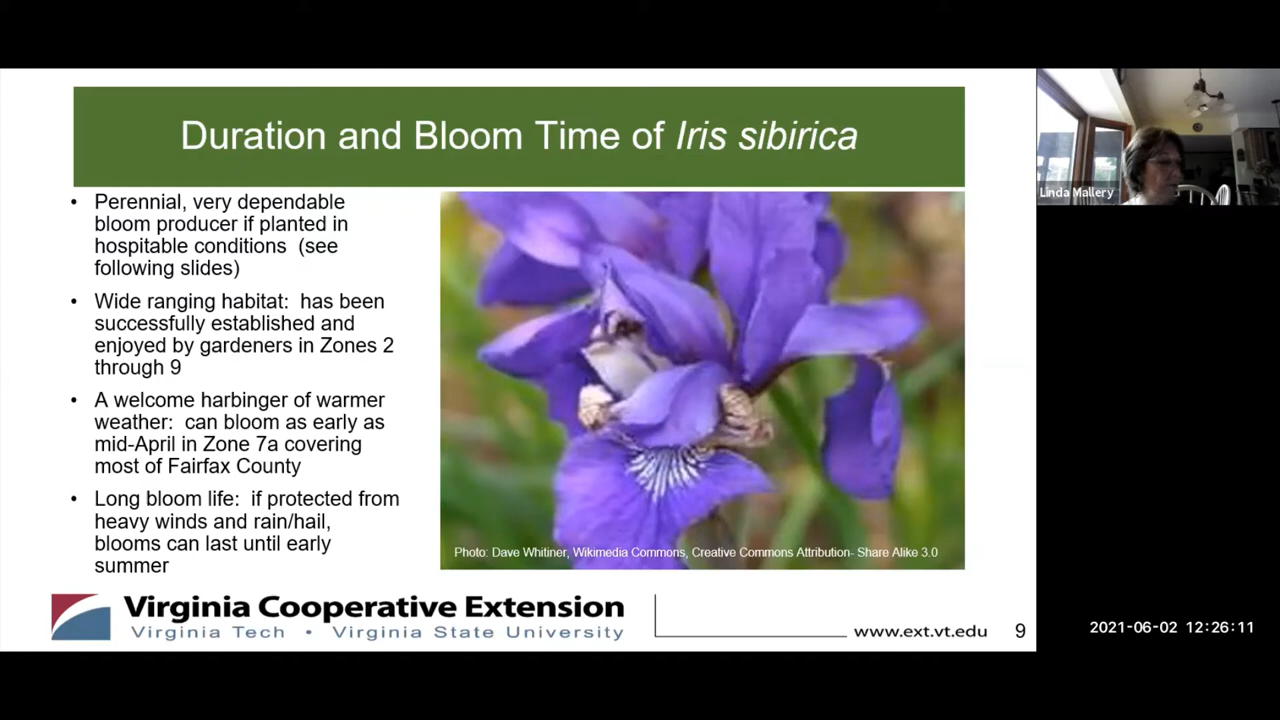 Duration and Bloom Time of Iris sibirica
• Perennial, very dependable
bloom producer if planted in
hospitable conditions (see
following slides)
• Wide ranging habitat: has been
successfully established and
enjoyed by gardeners in Zones 2
through 9
• A welcome harbinger of warmer
weather: can bloom as early as
mid-April in Zone 7a covering
most of Fairfax County
• Long bloom life: if protected from
heavy winds and rain/hail,
blooms can last until early
summer
Photo: Dave Whitiner, Wikimedia Commons, Creative Commons Attribution- Share Alike 3.0
Virginia Cooperative Extension
Virginia Tech • Virginia State University
www.ext.vt.edu
9
Linda Mallery
2021-06-02 12:26:11